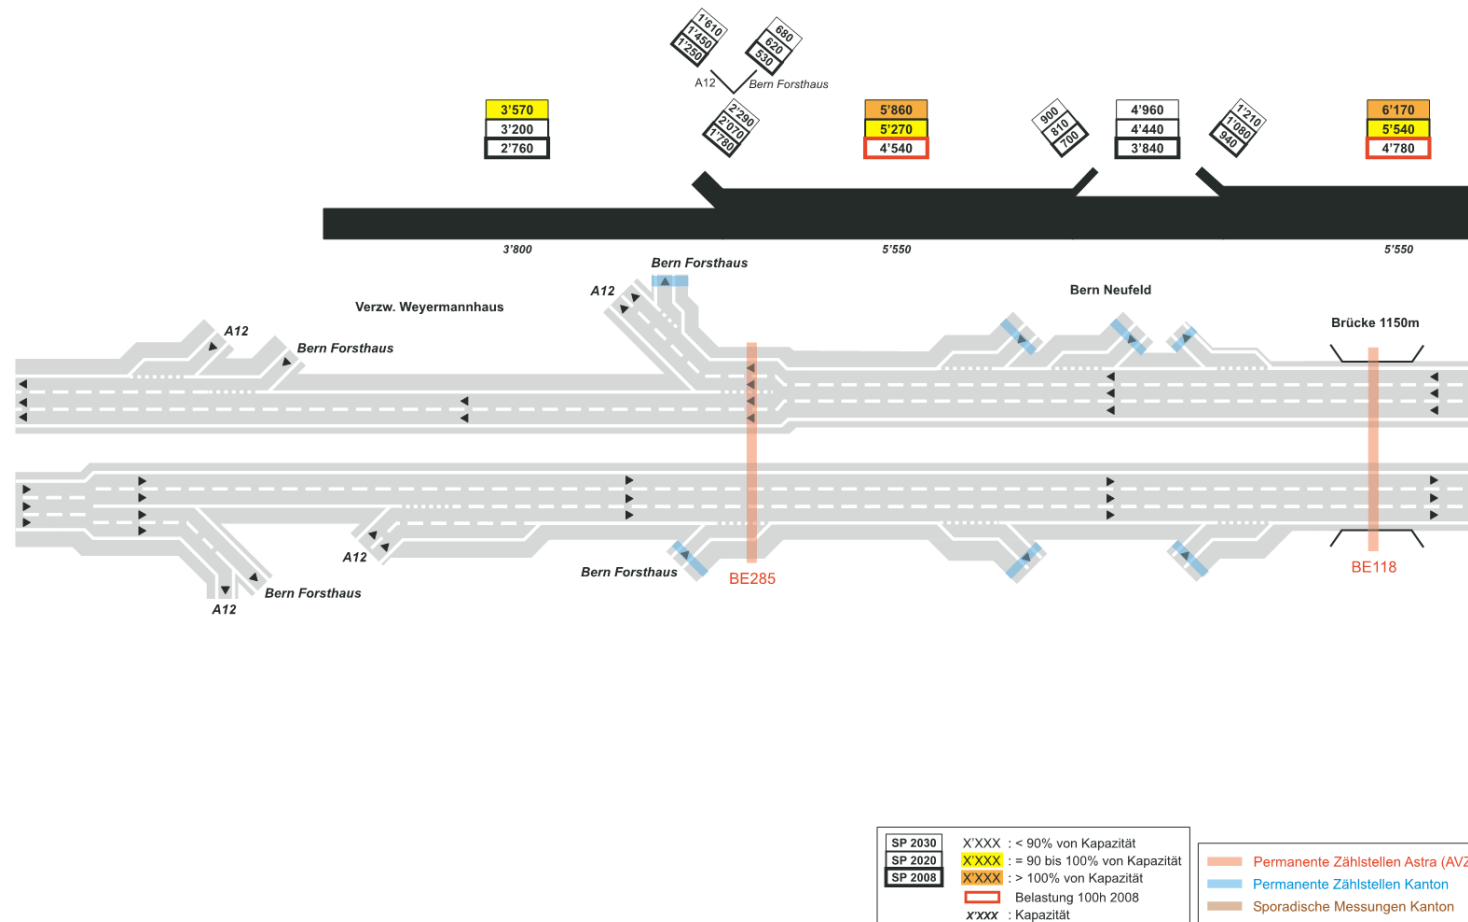 1'610
1'450
1'250
680
620
530
A12
Bern Forsthaus
3'570
3'200
2'760
2'290
2'070
1'780
5'860
5'270
4'540
900
810
700
4'960
4'440
3'840
1'210
1'080
940
6'170
5'540
4'780
3'800
5'550
5'550
Bern Forsthaus
A12
Verzw. Weyermannhaus
Bern Neufeld
A12
Bern Forsthaus
Brücke 1150m
A12
Bern Forsthaus
A12
Bern Forsthaus
BE285
BE118
SP 2030 X'XXX : < 90% von Kapazität
SP 2020 X'XXX : = 90 bis 100% von Kapazität
SP 2008 X'XXX : > 100% von Kapazität
Belastung 100h 2008
X'XXX : Kapazität
Permanente Zählstellen Astra (AVZ
Permanente Zählstellen Kanton
Sporadische Messungen Kanton